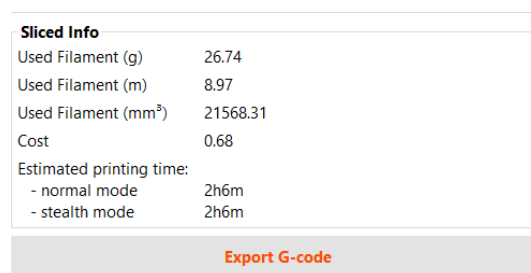 Sliced Info
Used Filament (g) 26.74
Used Filament (m) 8.97
Used Filament (mm³) 21568.31
Cost 0.68
Estimated printing time:
- normal mode 2h6m
- stealth mode 2h6m
Export G-code